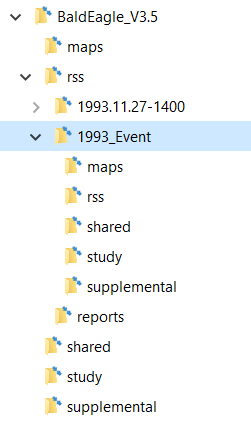 BaldEagle_V3.5
maps
rss
1993.11.27-1400
1993_Event
maps
rss
shared
study
supplemental
reports
shared
study
supplemental